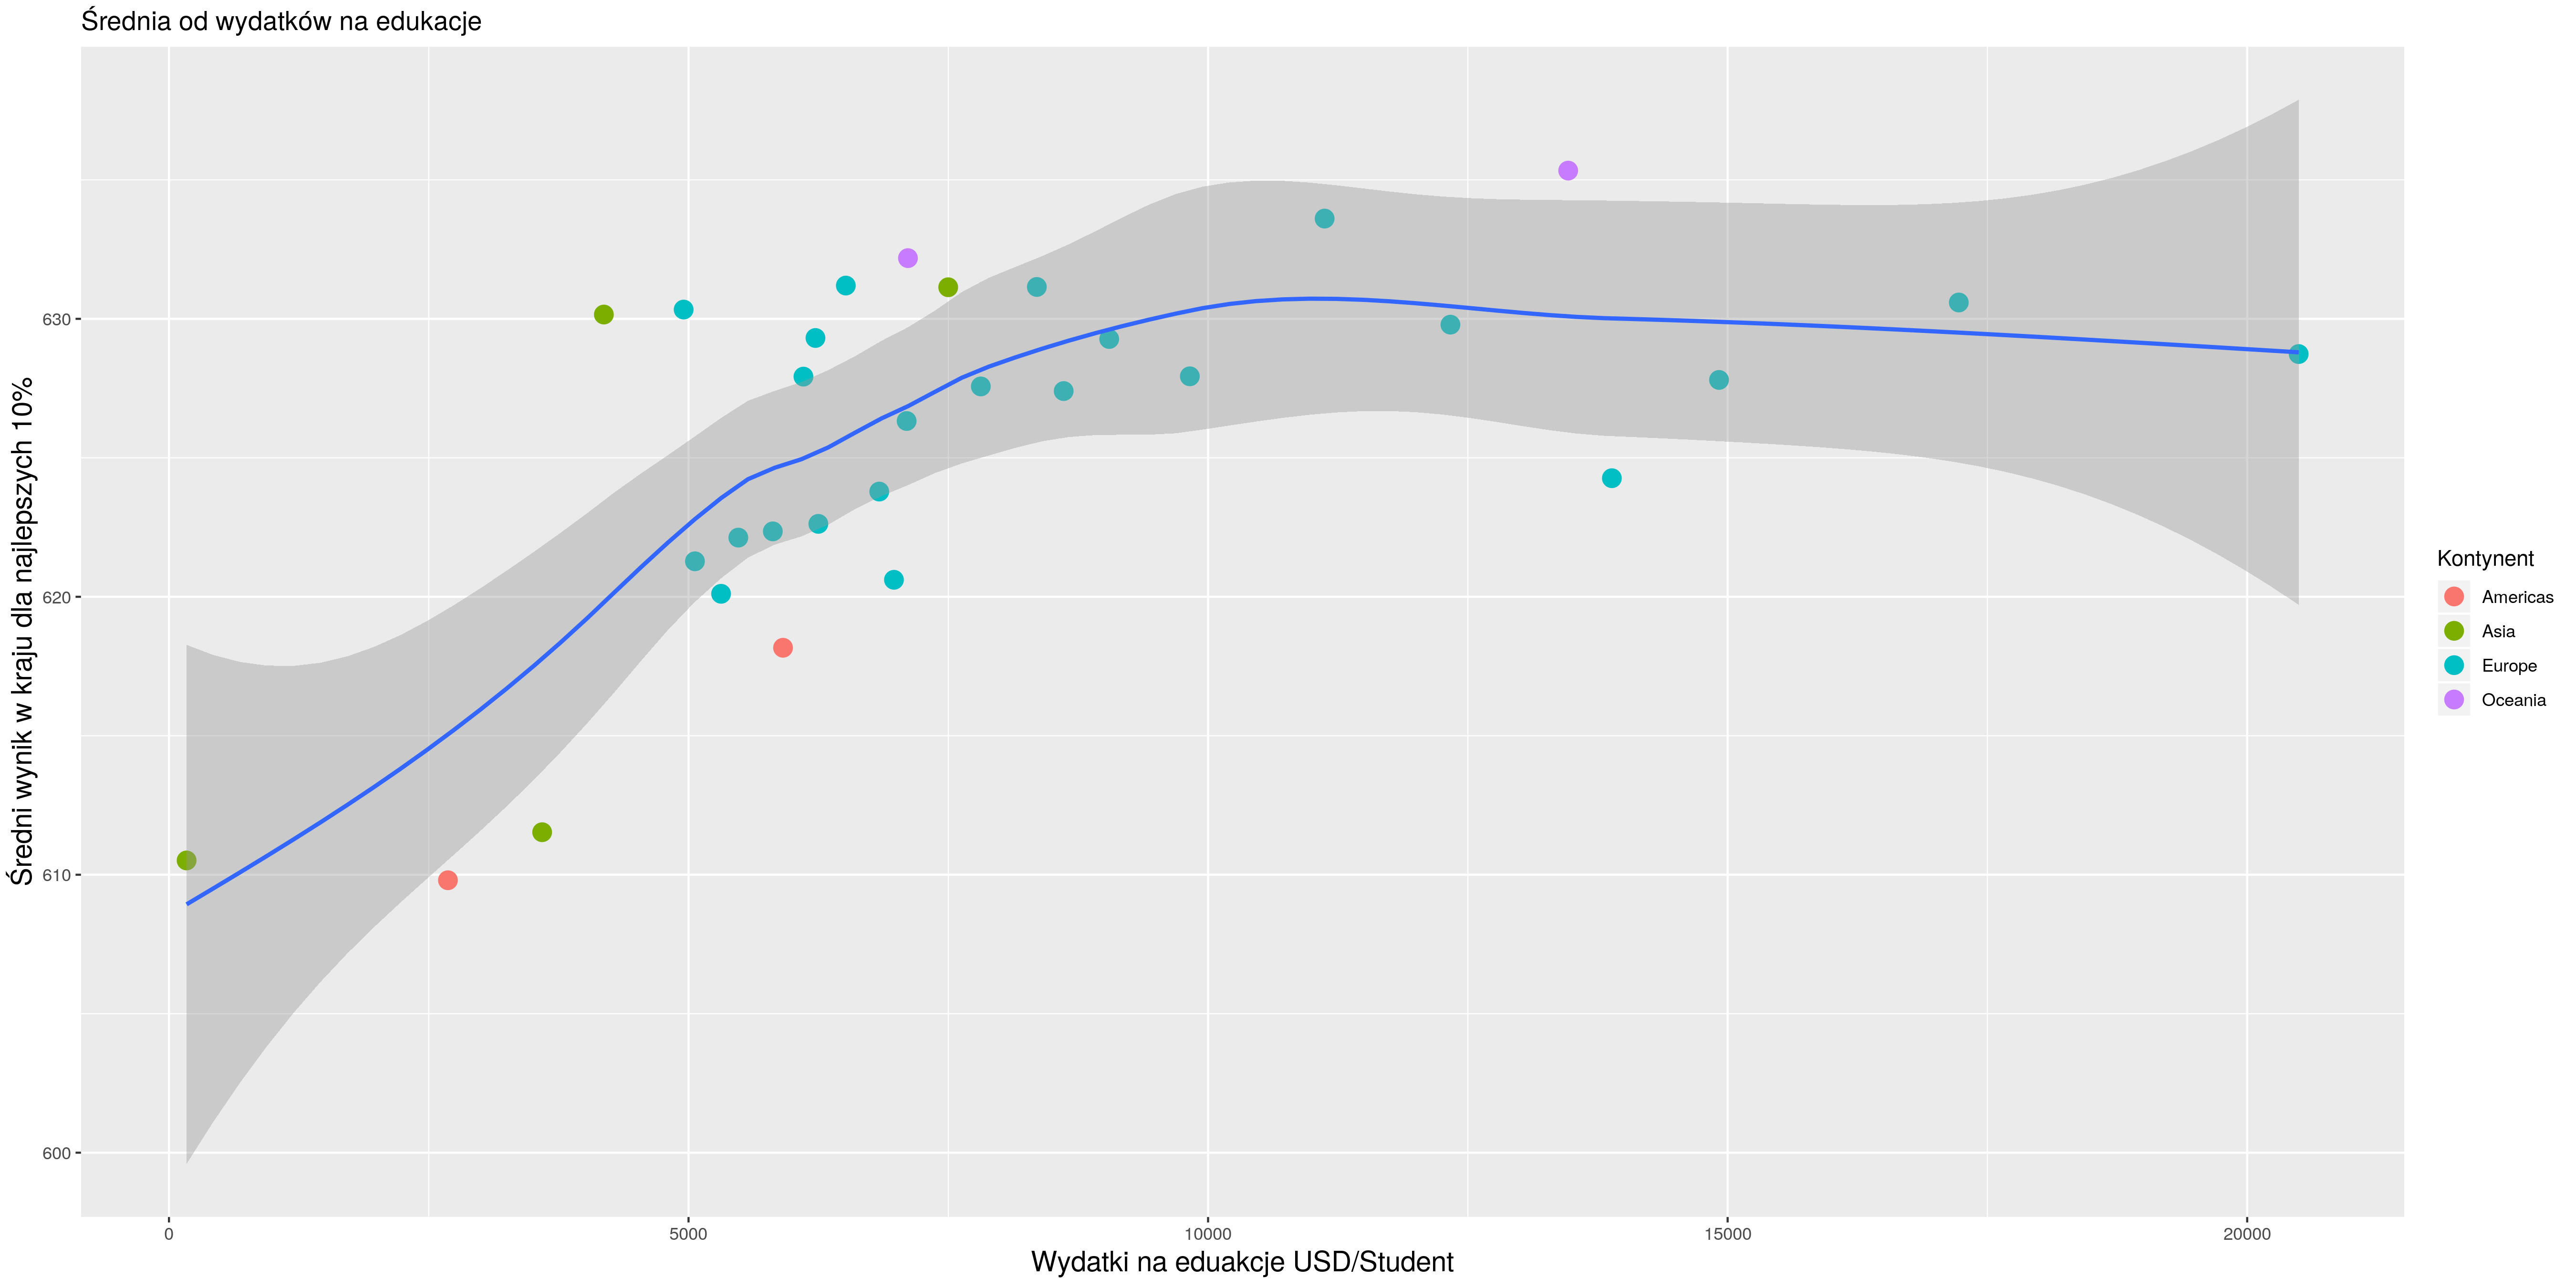 Średnia od wydatków na edukacje
Średni wynik w kraju dla najlepszych 10%
630
620
610
600
0 5000 10000 15000 20000
Wydatki na eduakcje USD/Student
Kontynent
Americas
Asia
Europe
Oceania